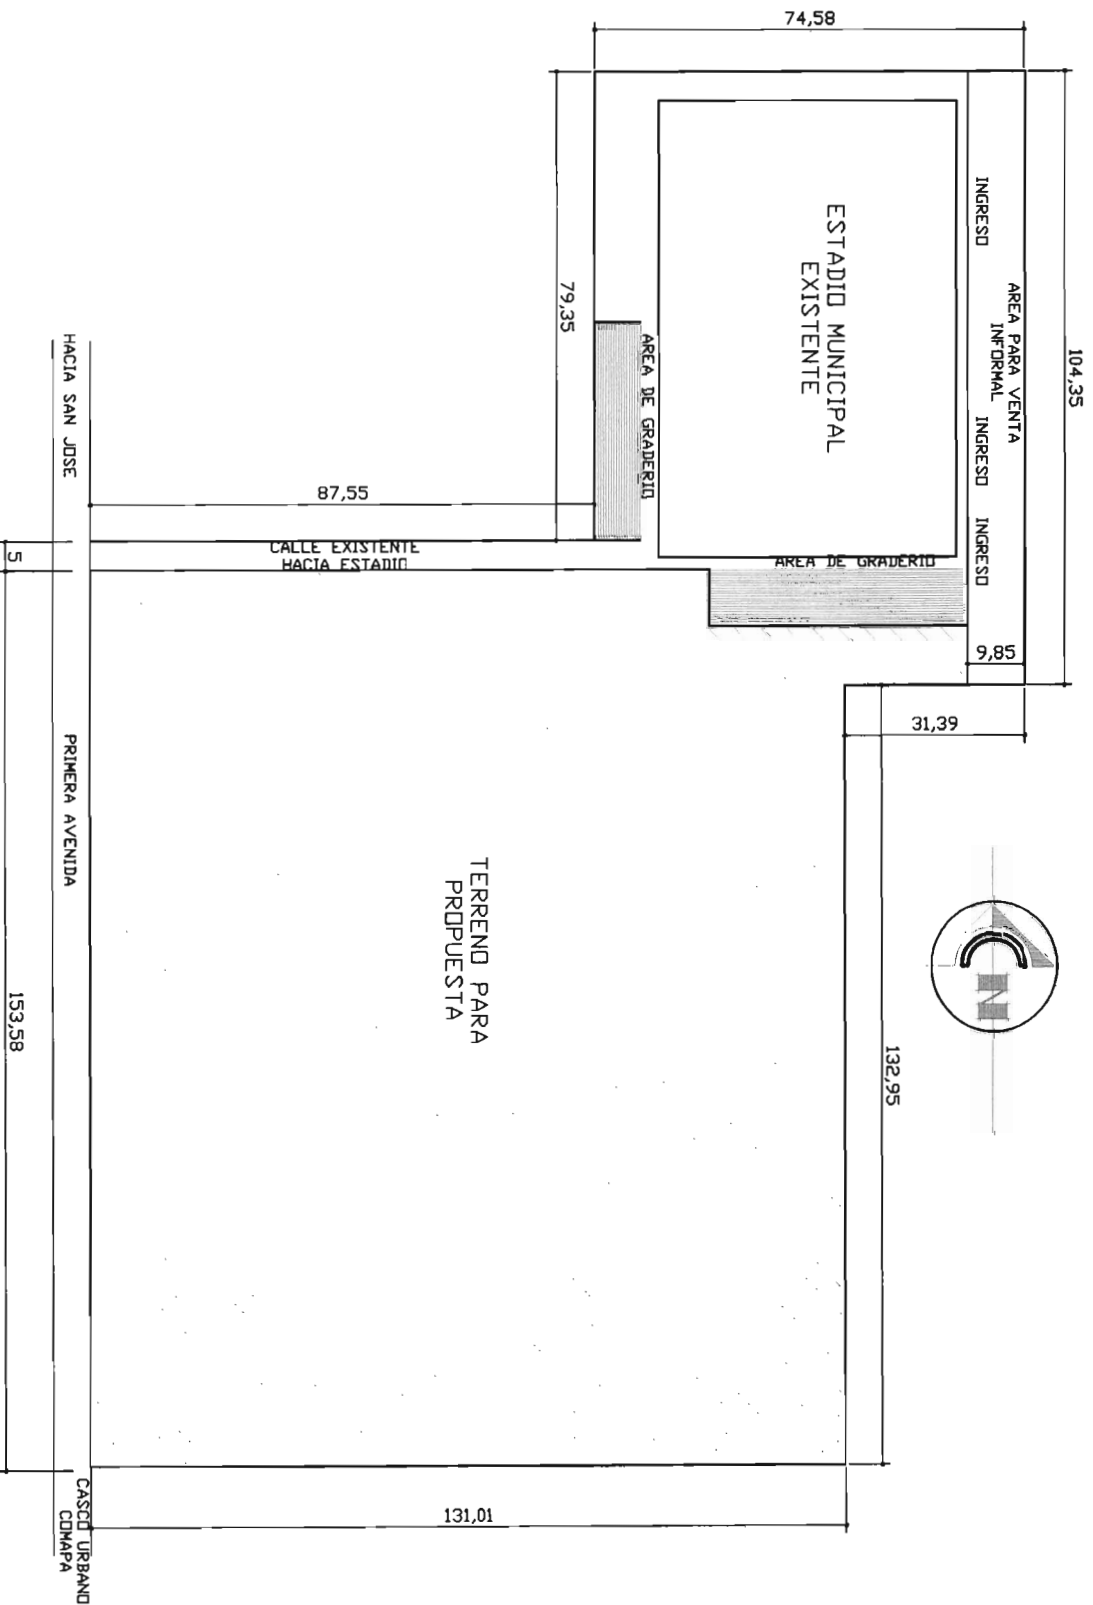 74,58
104,35
INGRESO
AREA PARA VENTA
INFORMAL
INGRESO
INGRESO
ESTADIO MUNICIPAL
EXISTENTE
79,35
AREA DE GRADERIO
AREA DE GRADERIO
9,85
31,39
87,55
HACIA SAN JOSE
CALLE EXISTENTE
HACIA ESTADIO
5
PRIMERA AVENIDA
TERRENO PARA
PROPUESTA
N
132,95
153,58
131,01
CASCO URBANO
COMAPA